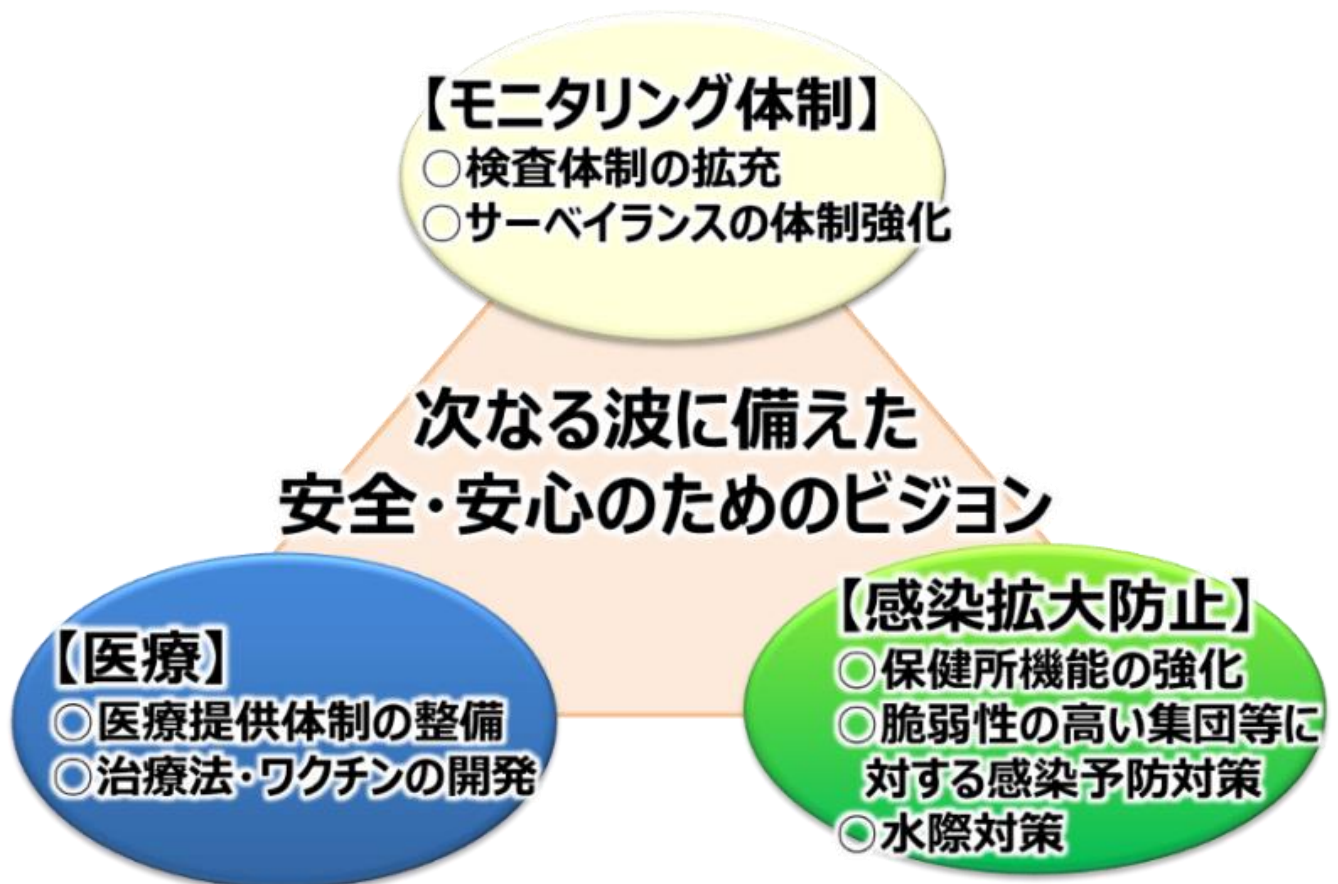 【モニタリング体制】
○検査体制の拡充
○サーベイランスの体制強化
次なる波に備えた
安全・安心のためのビジョン
【医療】
○医療提供体制の整備
○治療法・ワクチンの開発
【感染拡大防止】
○保健所機能の強化
○脆弱性の高い集団等に
対する感染予防対策
○水際対策